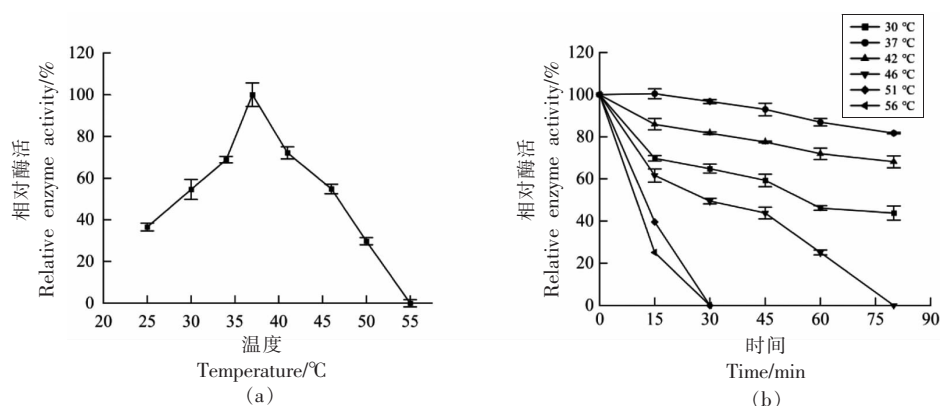 120
100
80
60
40
20
0
相对酶活
Relative enzyme activity/%
20 25 30 35 40 45 50 55
温度
Temperature/℃
(a)
30 ℃
37 ℃
42 ℃
46 ℃
51 ℃
56 ℃
120
100
80
60
40
20
0
相对酶活
Relative enzyme activity/%
0 15 30 45 60 75 90
时间
Time/min
(b)